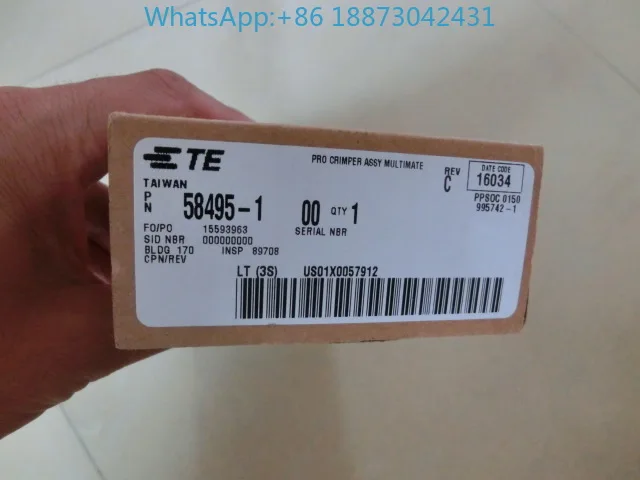 WhatsApp:+86 18873042431
TE
PRO CRIMPER ASSY MULTIMATE
REV
C
DATE CODE
16034
TAIWAN
PPSOC 0150
995742-1
P
N
58495-1
00 QTY 1
SERIAL NBR
FO/PO 15593963
SID NBR 000000000
BLDG 170 INSP 89708
CPN/REV
LT (3S) US01X0057912